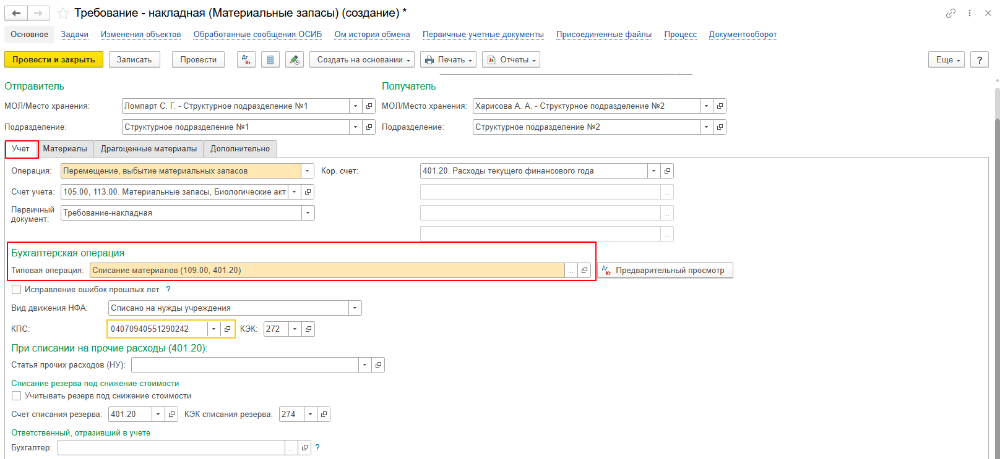 Требование - накладная (Материальные запасы) (создание) *
Основное Задачи Изменения объектов Обработанные сообщения ОСИБ Ом история обмена Первичные учетные документы Присоединенные файлы Процесс Документооборот
Провести и закрыть Записать Провести Дт Кт Создать на основании Печать Отчеты Еще ?
Отправитель Получатель
МОЛ/Место хранения: Ломпарт С. Г. - Структурное подразделение №1 МОЛ/Место хранения: Харисова А. А. - Структурное подразделение №2
Подразделение: Структурное подразделение №1 Подразделение: Структурное подразделение №2
Учет Материалы Драгоценные материалы Дополнительно
Операция: Перемещение, выбытие материальных запасов Кор. счет: 401.20. Расходы текущего финансового года
Счет учета: 105.00, 113.00. Материальные запасы, Биологические акт ...
Первичный документ: Требование-накладная ...
...
Бухгалтерская операция
Типовая операция: Списание материалов (109.00, 401.20) ... Дт Кт Предварительный просмотр
Исправление ошибок прошлых лет ?
Вид движения НФА: Списано на нужды учреждения
КПС: 04070940551290242 КЭК: 272
При списании на прочие расходы (401.20):
Статья прочих расходов (НУ):
Списание резерва под снижение стоимости
Учитывать резерв под снижение стоимости
Счет списания резерва: 401.20 КЭК списания резерва: 274
Ответственный, отразивший в учете
Бухгалтер: ... ?